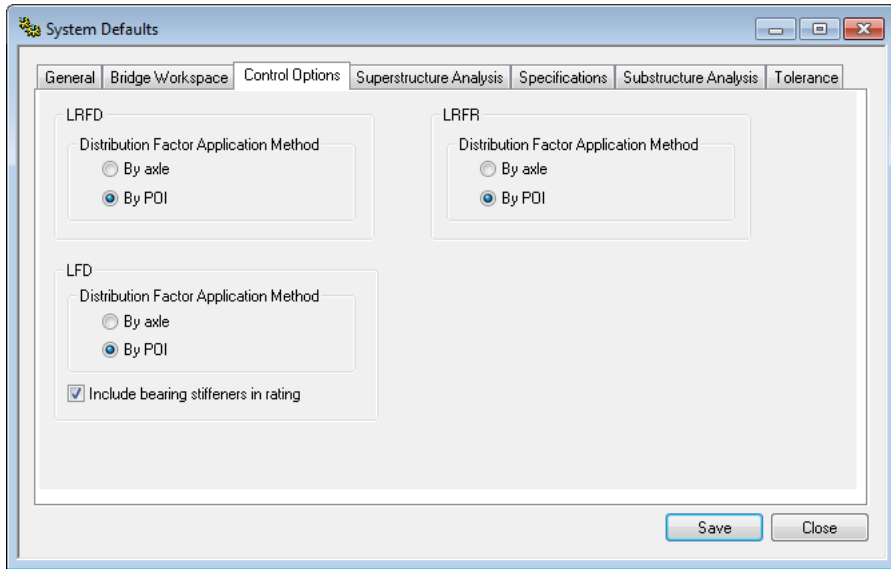 System Defaults
General Bridge Workspace Control Options Superstructure Analysis Specifications Substructure Analysis Tolerance
LRFD
Distribution Factor Application Method
By axle
By POI
LRFR
Distribution Factor Application Method
By axle
By POI
LFD
Distribution Factor Application Method
By axle
By POI
Include bearing stiffeners in rating
Save Close